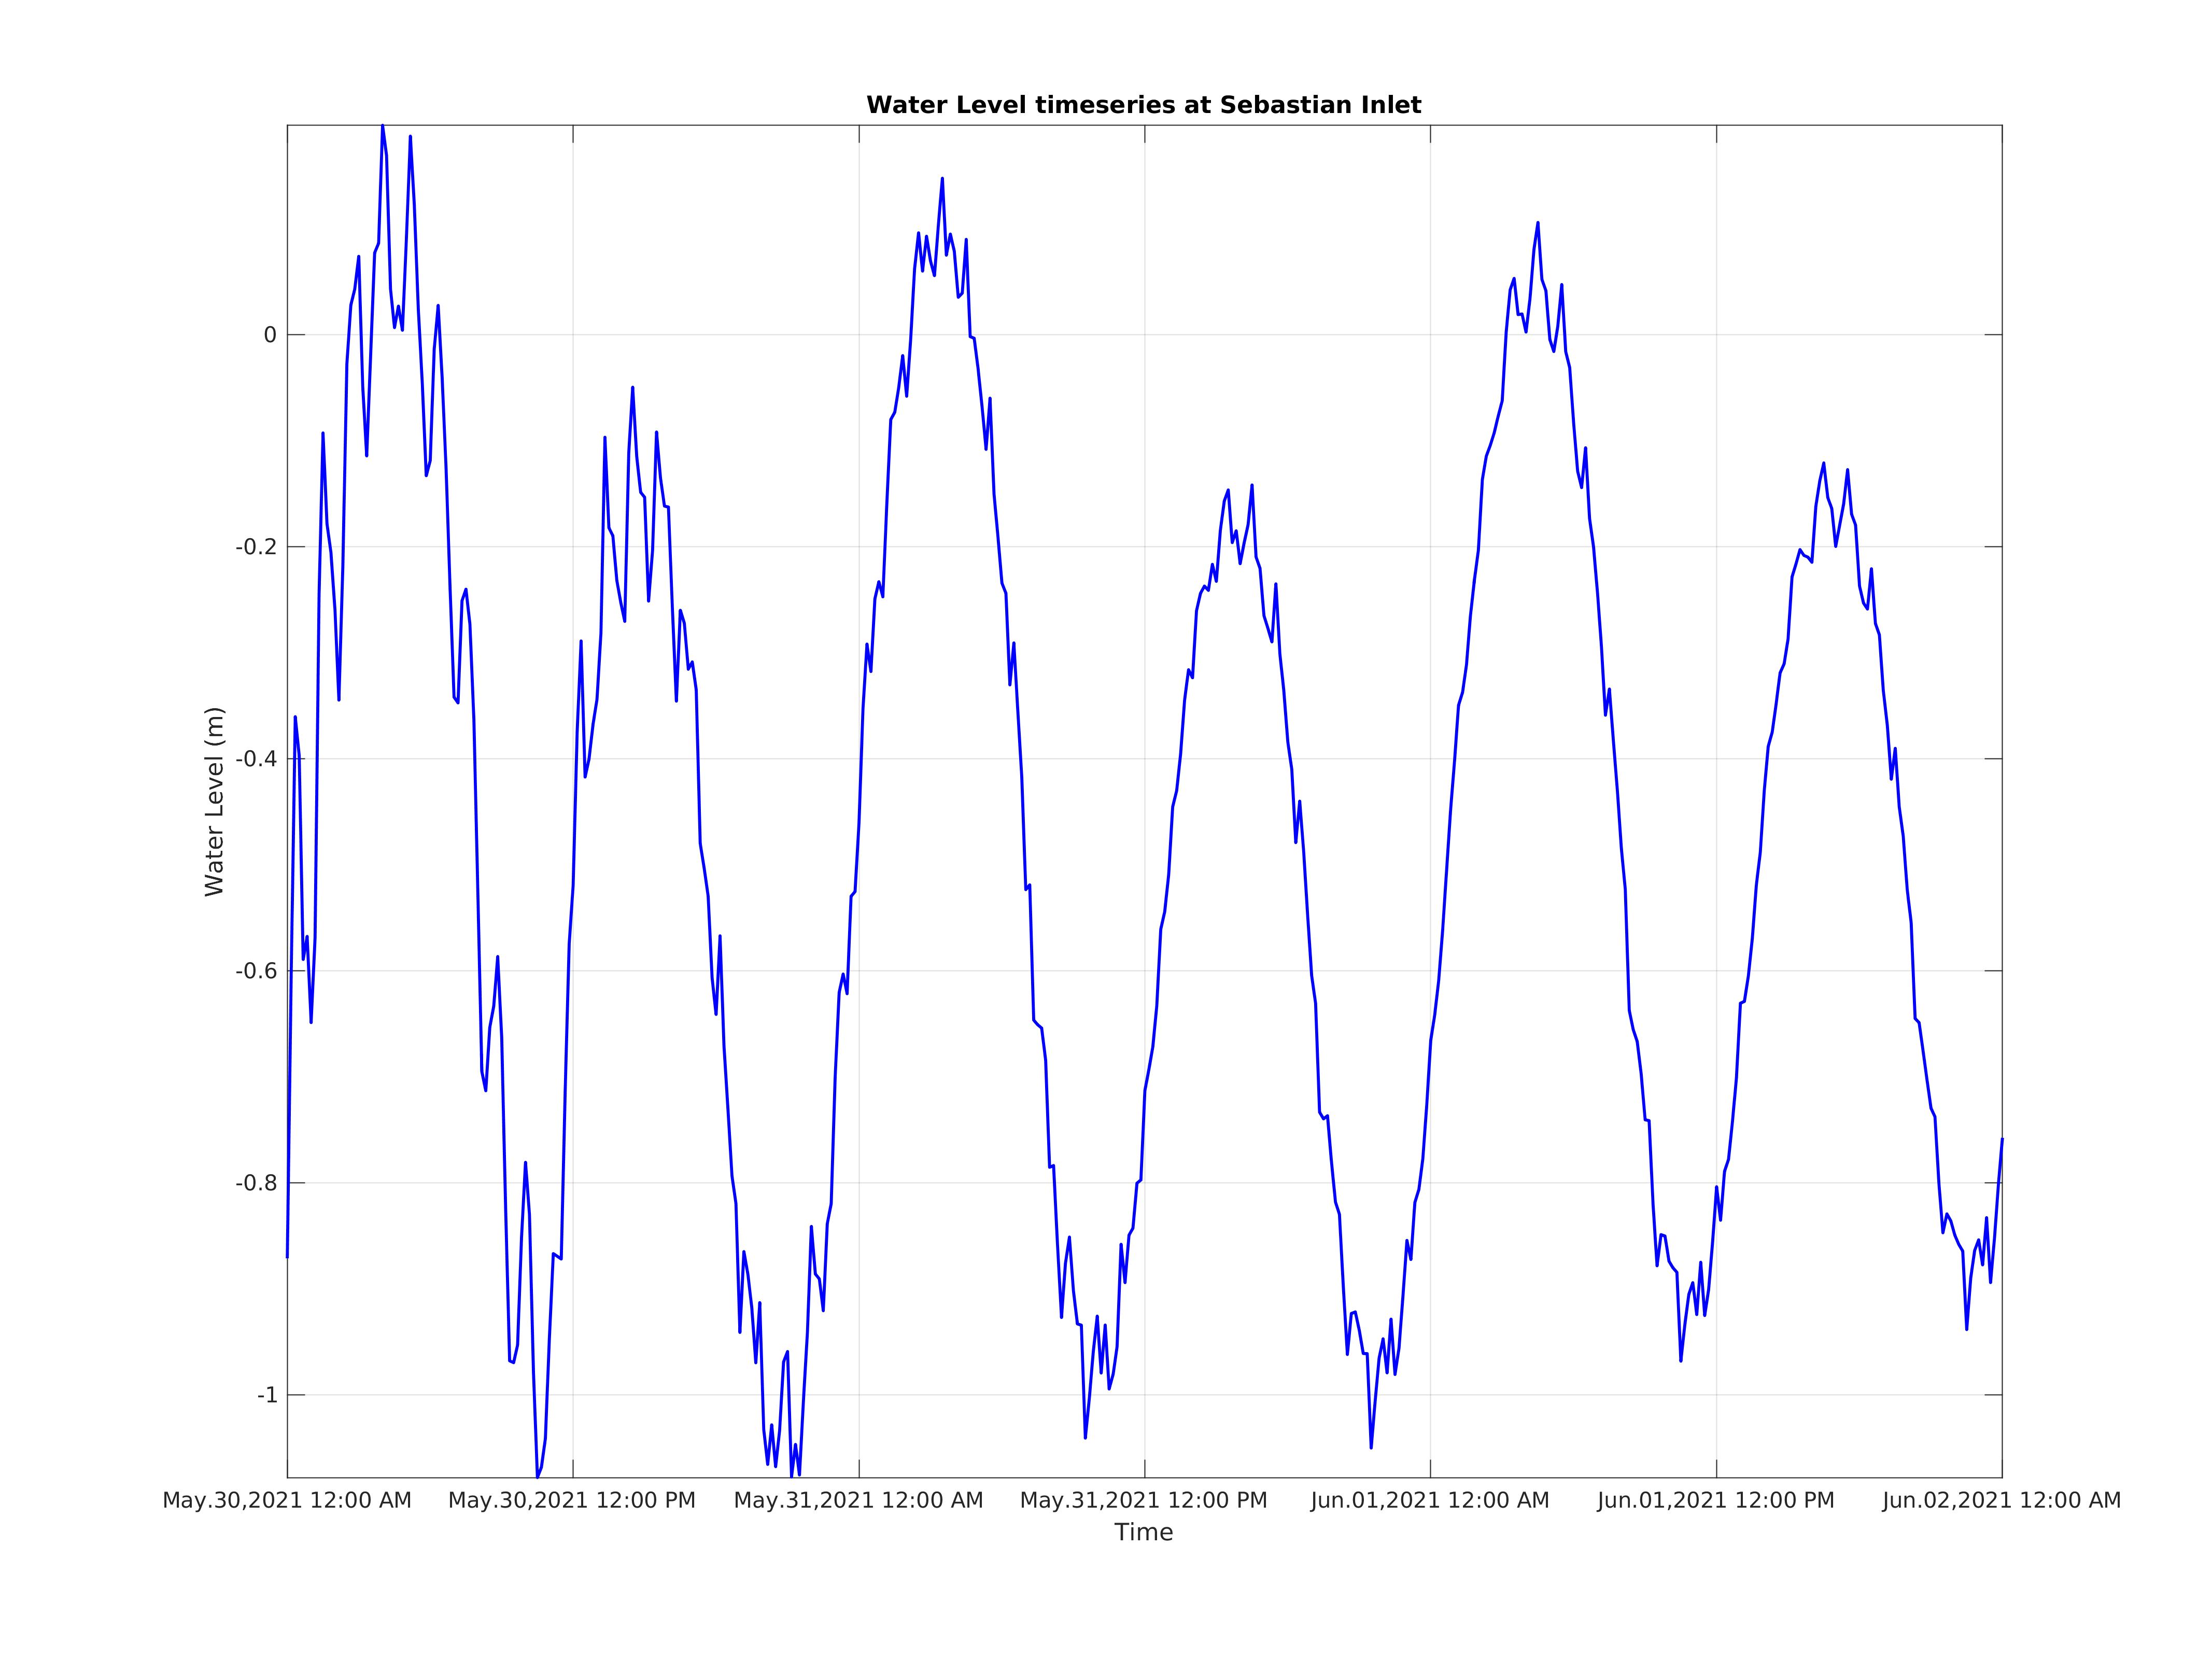 Water Level timeseries at Sebastian Inlet
0
-0.2
-0.4
-0.6
-0.8
-1
Water Level (m)
May.30,2021 12:00 AM
May.30,2021 12:00 PM
May.31,2021 12:00 AM
May.31,2021 12:00 PM
Jun.01,2021 12:00 AM
Jun.01,2021 12:00 PM
Jun.02,2021 12:00 AM
Time